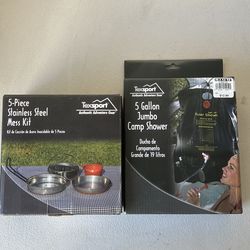 Texsport
Authentic Adventure Gear
5-Piece
Stainless Steel
Mess Kit
Kit de Cocción de Acero Inoxidable de 5 Piezas
Texsport
Authentic Adventure Gear
5 Gallon
Jumbo
Camp Shower
Ducha de
Campamento
Grande de 19 litros